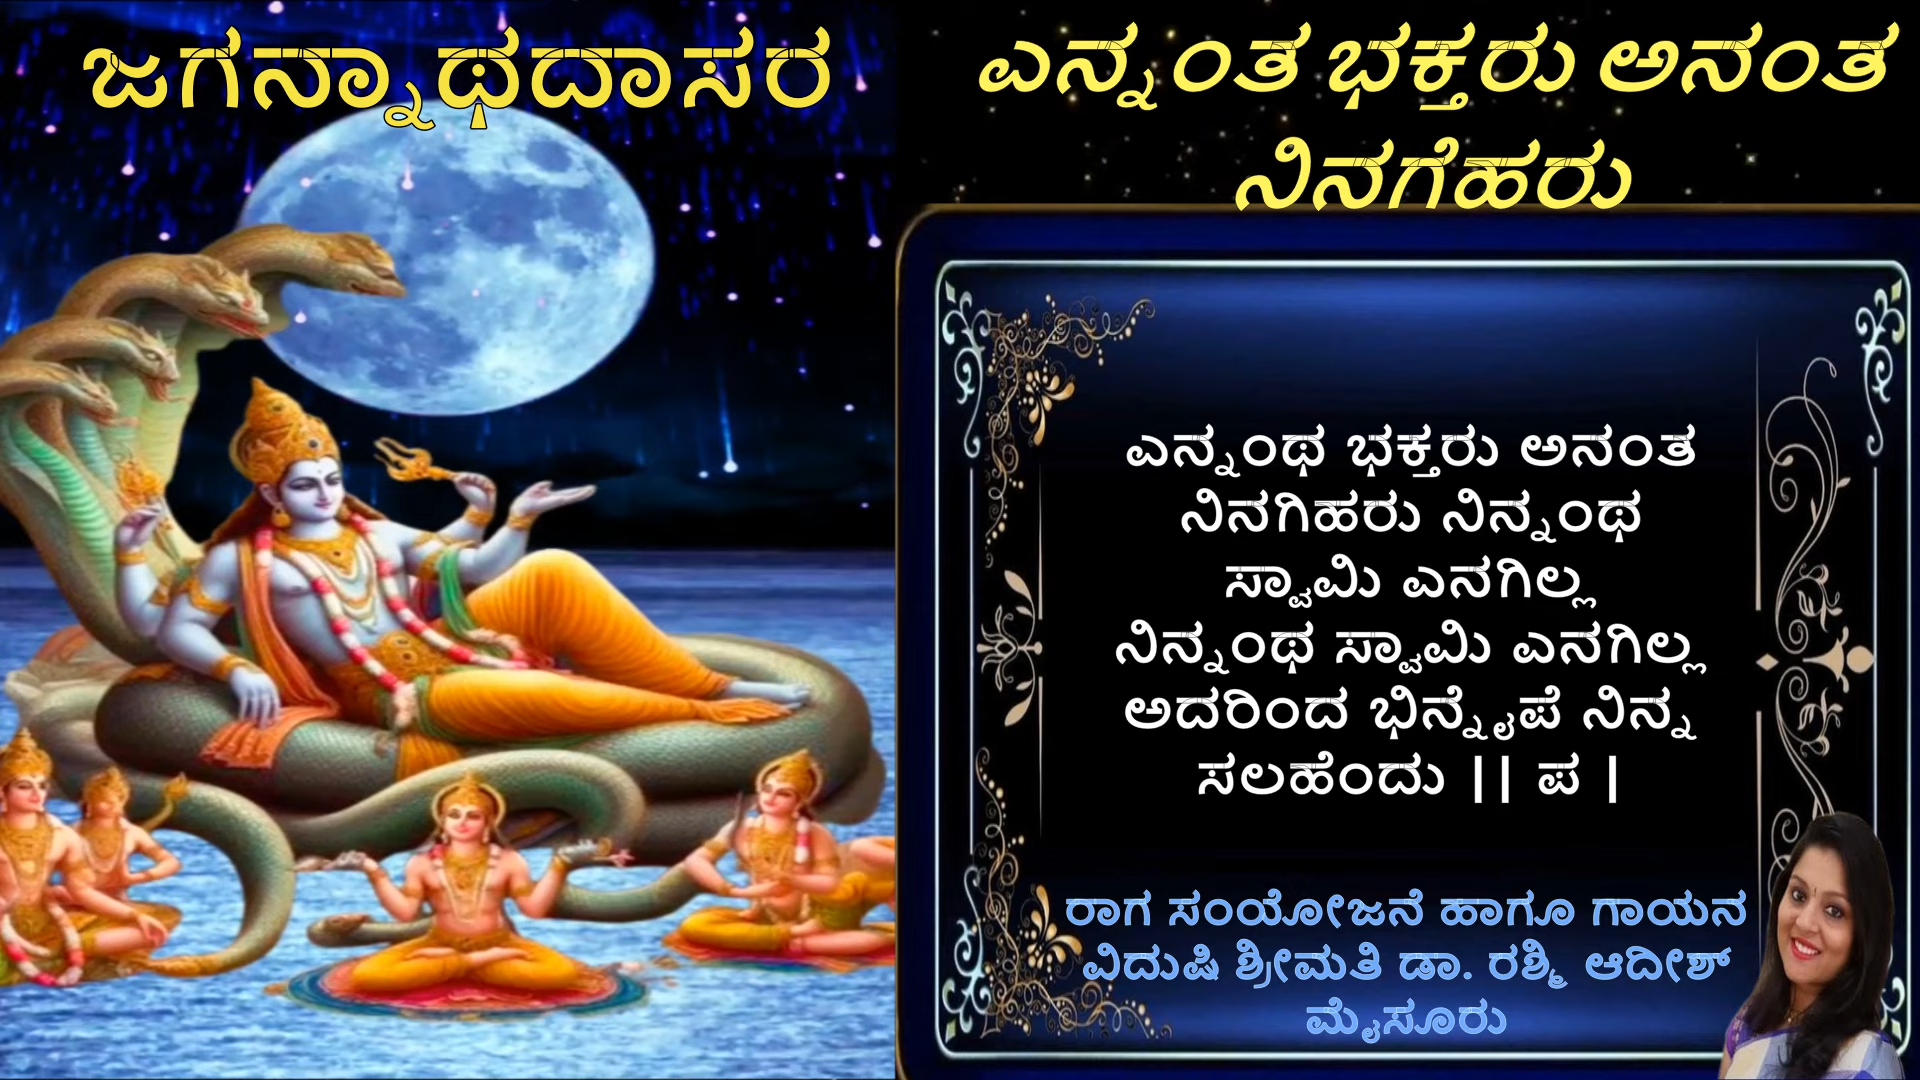 ಜಗನ್ನಾಥದಾಸರ
ಎನ್ನಂತ ಭಕ್ತರು ಅನಂತ
ನಿನಗೆಹರು
ಎನ್ನಂಥ ಭಕ್ತರು ಅನಂತ
ನಿನಗಿಹರು ನಿನ್ನಂಥ
ಸ್ವಾಮಿ ಎನಗಿಲ್ಲ
ನಿನ್ನಂಥ ಸ್ವಾಮಿ ಎನಗಿಲ್ಲ
ಅದರಿಂದ ಭಿನ್ನೈಪೆ ನಿನ್ನ
ಸಲಹೆಂದು || ಪ |
ರಾಗ ಸಂಯೋಜನೆ ಹಾಗೂ ಗಾಯನ
ವಿದುಷಿ ಶ್ರೀಮತಿ ಡಾ. ರಶ್ಮಿ ಆದೀಶ್
ಮೈಸೂರು